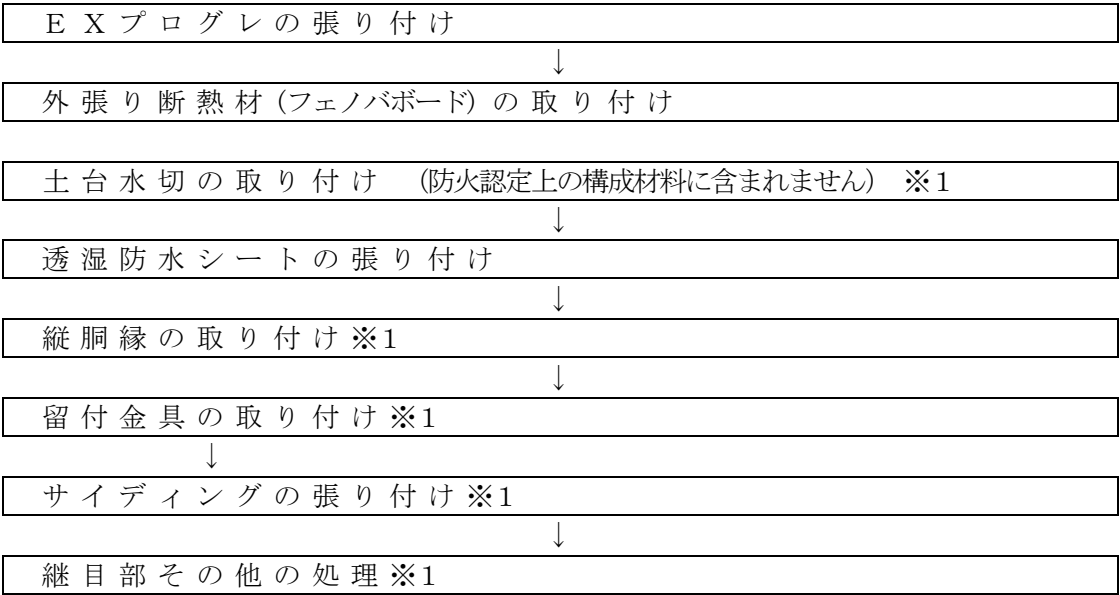 ＥＸプログレの張り付け
↓
外張り断熱材(フェノバボード)の取り付け
土台水切の取り付け (防火認定上の構成材料に含まれません) ※1
↓
透湿防水シートの張り付け
↓
縦胴縁の取り付け※1
↓
留付金具の取り付け※1
↓
サイディングの張り付け※1
↓
継目部その他の処理※1